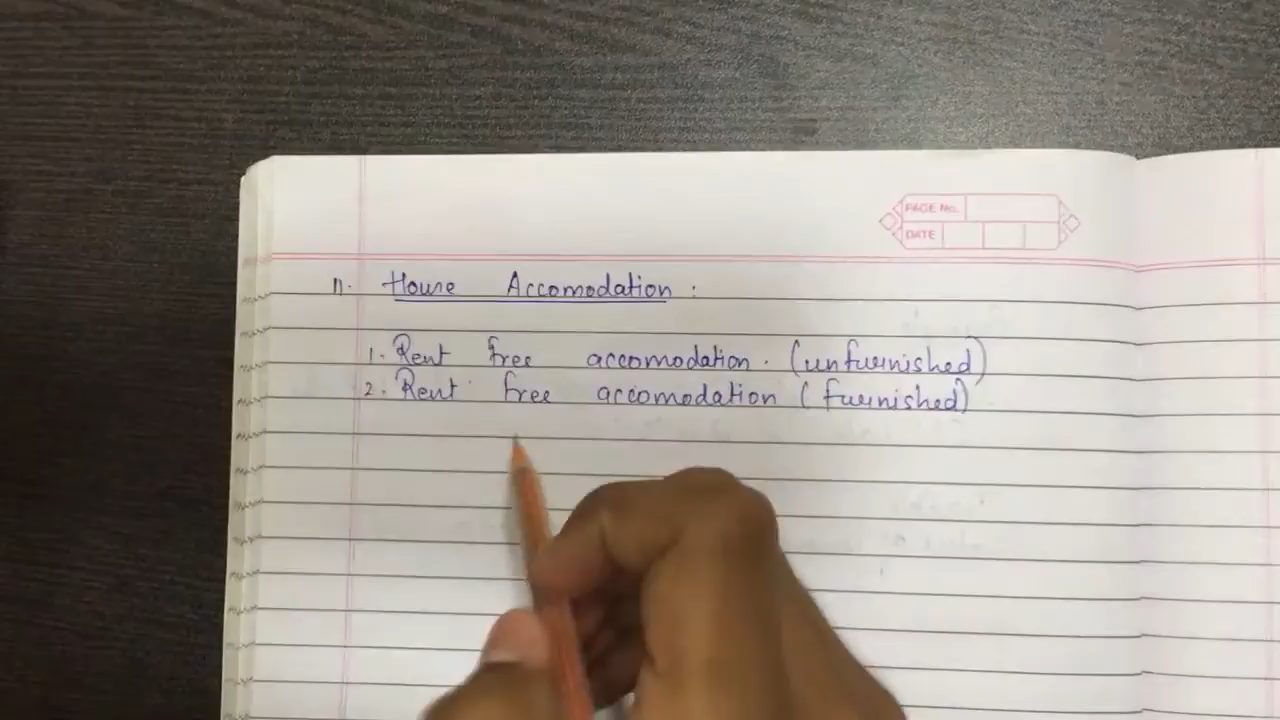 PAGE No.
DATE
11. House Accomodation :
1. Rent free accomodation. (unfurnished)
2. Rent free accomodation (furnished)